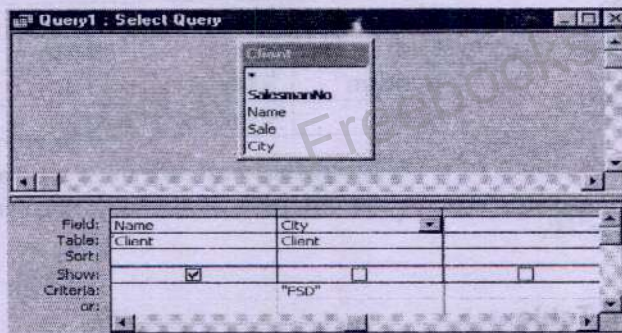 Query1 : Select Query
Client
*
SalesmanNo
Name
Sale
City
Freebooks
Field: Name City
Table: Client Client
Sort:
Show:
Criteria: "FSD"
or: